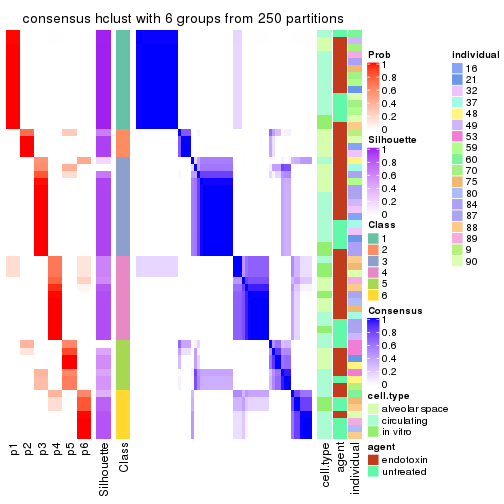 consensus hclust with 6 groups from 250 partitions
Prob
1
0.8
0.6
0.4
0.2
0
Silhouette
1
0.8
0.6
0.4
0.2
0
Class
1
2
3
4
5
6
Consensus
1
0.8
0.6
0.4
0.2
0
cell.type
alveolar space
circulating
in vitro
agent
endotoxin
untreated
individual
16
21
32
37
48
49
53
59
60
70
75
80
84
87
88
89
9
90
p1
p2
p3
p4
p5
p6
Silhouette
Class
cell.type
agent
individual